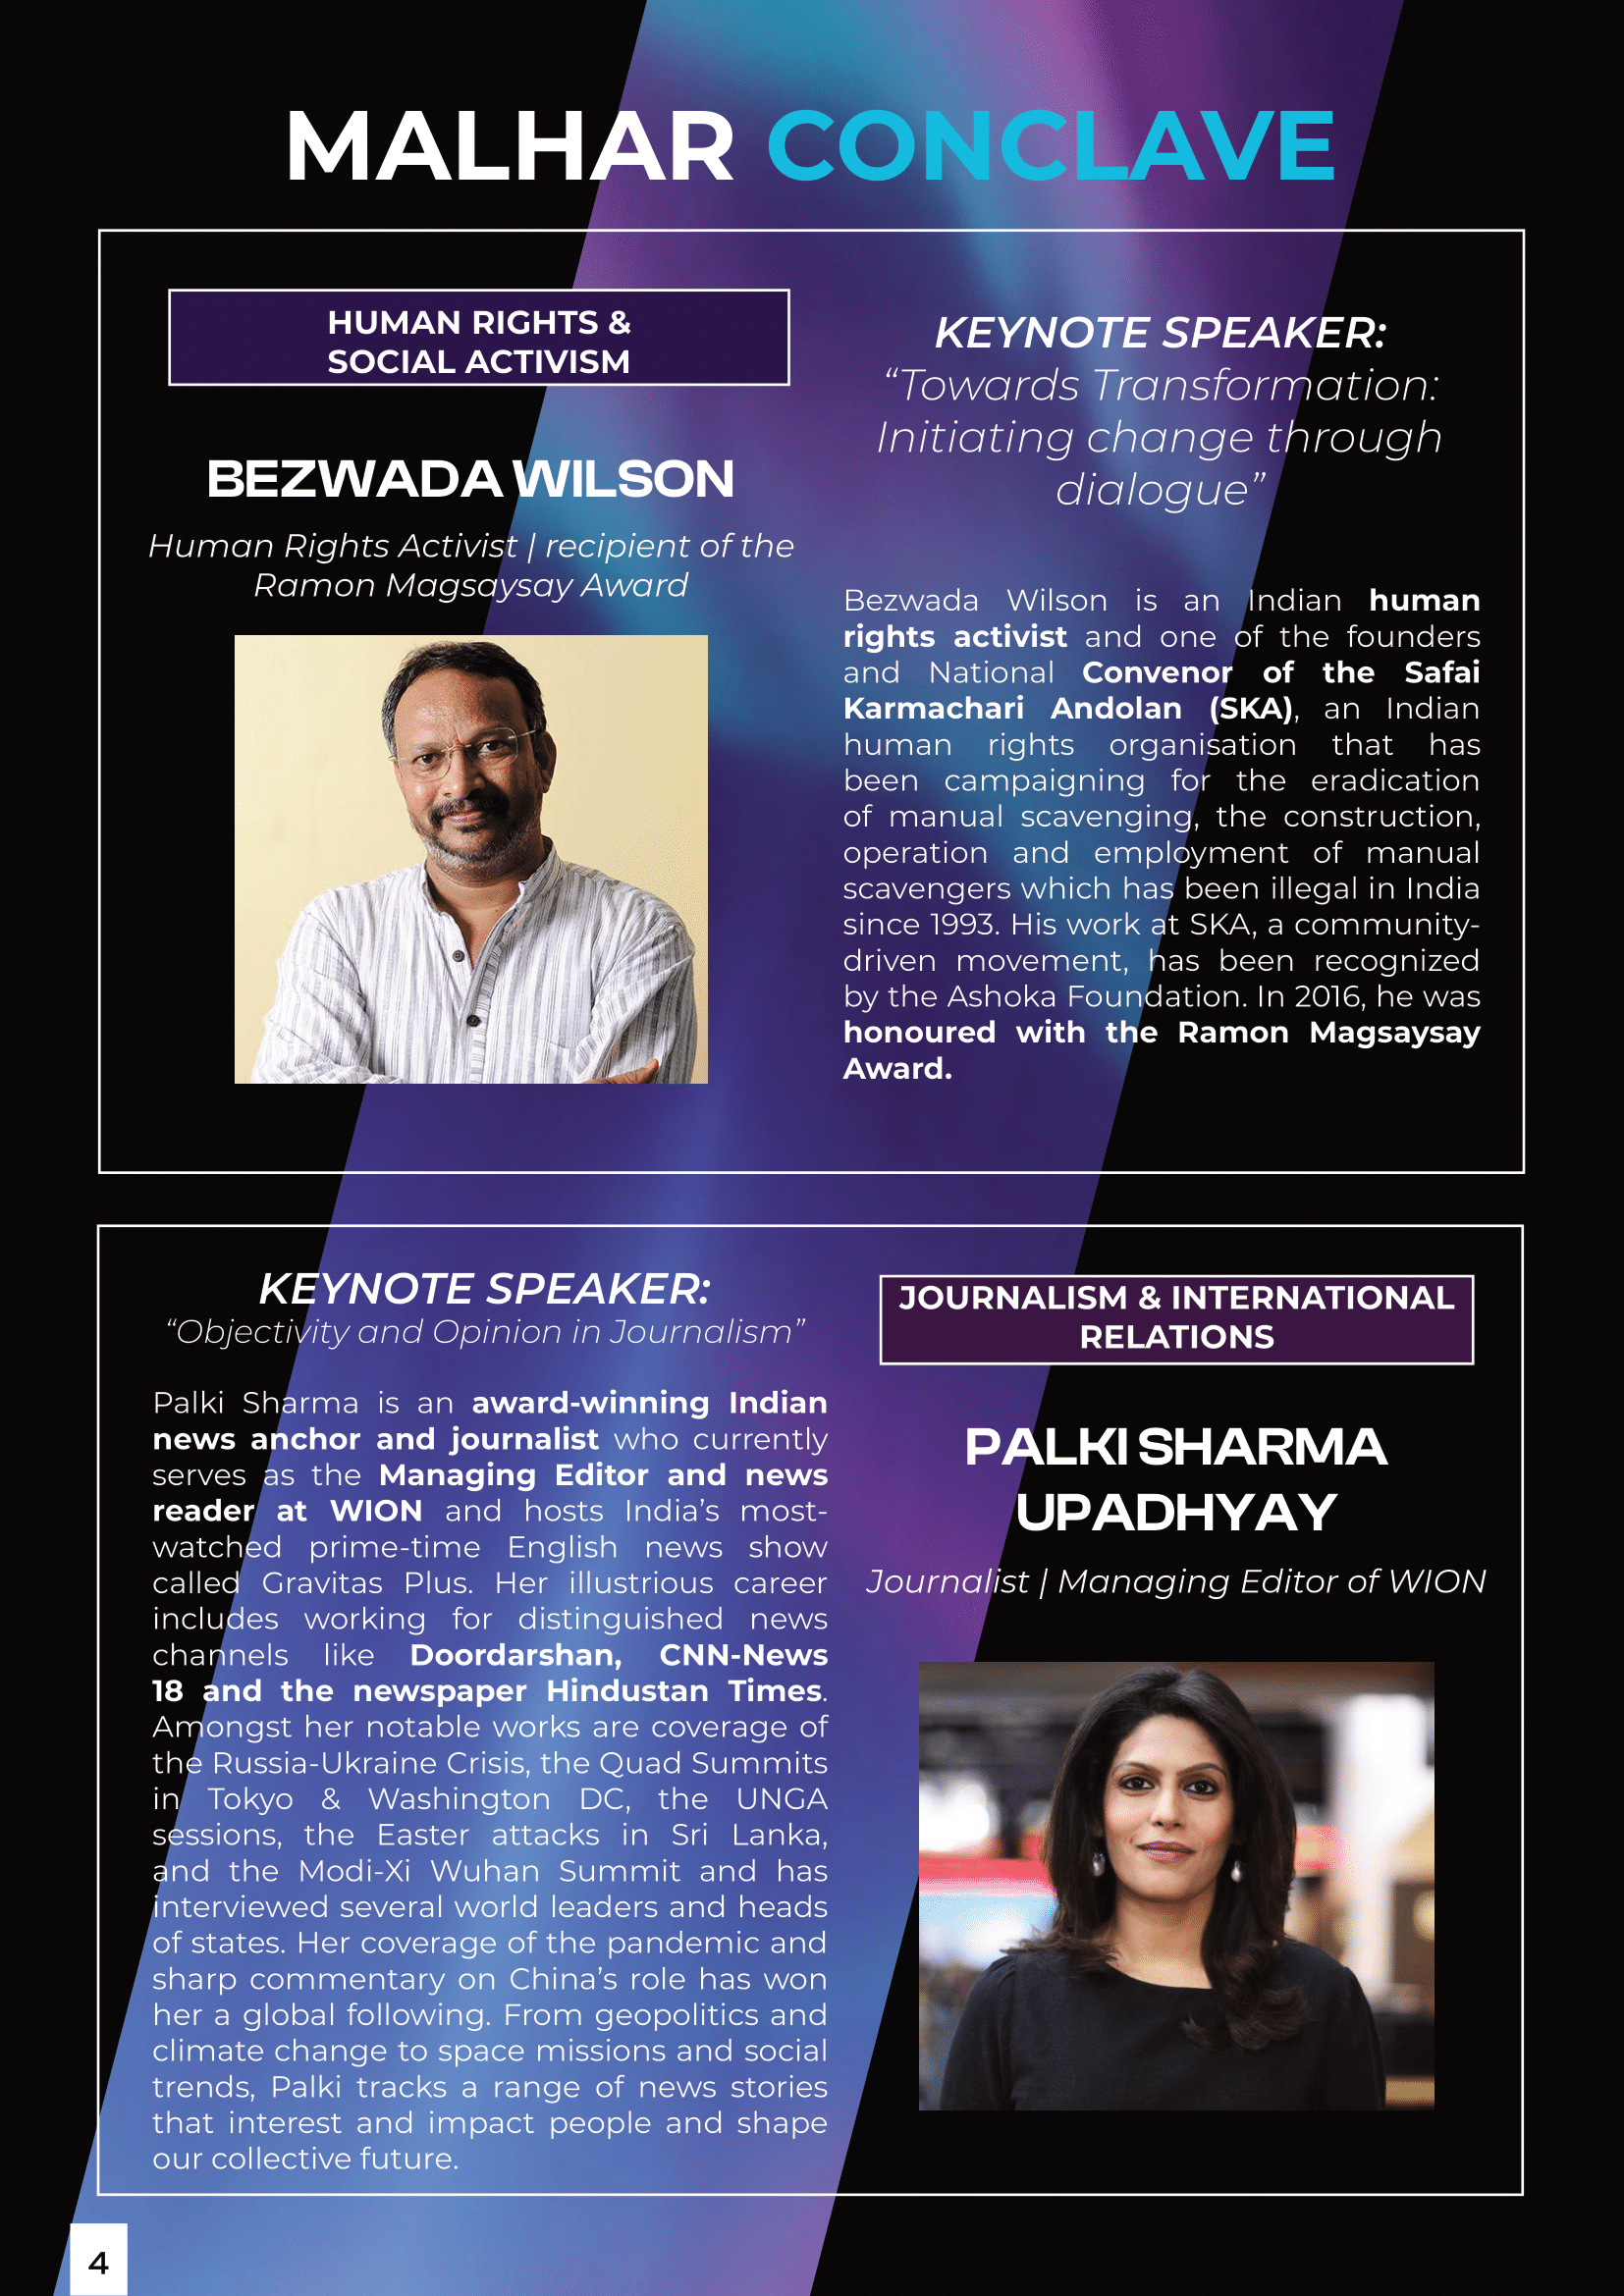 MALHAR CONCLAVE
HUMAN RIGHTS &
SOCIAL ACTIVISM
BEZWADA WILSON
Human Rights Activist | recipient of the
Ramon Magsaysay Award
KEYNOTE SPEAKER:
“Towards Transformation:
Initiating change through
dialogue”
Bezwada Wilson is an Indian human
rights activist and one of the founders
and National Convenor of the Safai
Karmachari Andolan (SKA), an Indian
human rights organisation that has
been campaigning for the eradication
of manual scavenging, the construction,
operation and employment of manual
scavengers which has been illegal in India
since 1993. His work at SKA, a community-
driven movement, has been recognized
by the Ashoka Foundation. In 2016, he was
honoured with the Ramon Magsaysay
Award.
KEYNOTE SPEAKER:
“Objectivity and Opinion in Journalism”
Palki Sharma is an award-winning Indian
news anchor and journalist who currently
serves as the Managing Editor and news
reader at WION and hosts India’s most-
watched prime-time English news show
called Gravitas Plus. Her illustrious career
includes working for distinguished news
channels like Doordarshan, CNN-News
18 and the newspaper Hindustan Times.
Amongst her notable works are coverage of
the Russia-Ukraine Crisis, the Quad Summits
in Tokyo & Washington DC, the UNGA
sessions, the Easter attacks in Sri Lanka,
and the Modi-Xi Wuhan Summit and has
interviewed several world leaders and heads
of states. Her coverage of the pandemic and
sharp commentary on China’s role has won
her a global following. From geopolitics and
climate change to space missions and social
trends, Palki tracks a range of news stories
that interest and impact people and shape
our collective future.
JOURNALISM & INTERNATIONAL
RELATIONS
PALKI SHARMA
UPADHYAY
Journalist | Managing Editor of WION
4